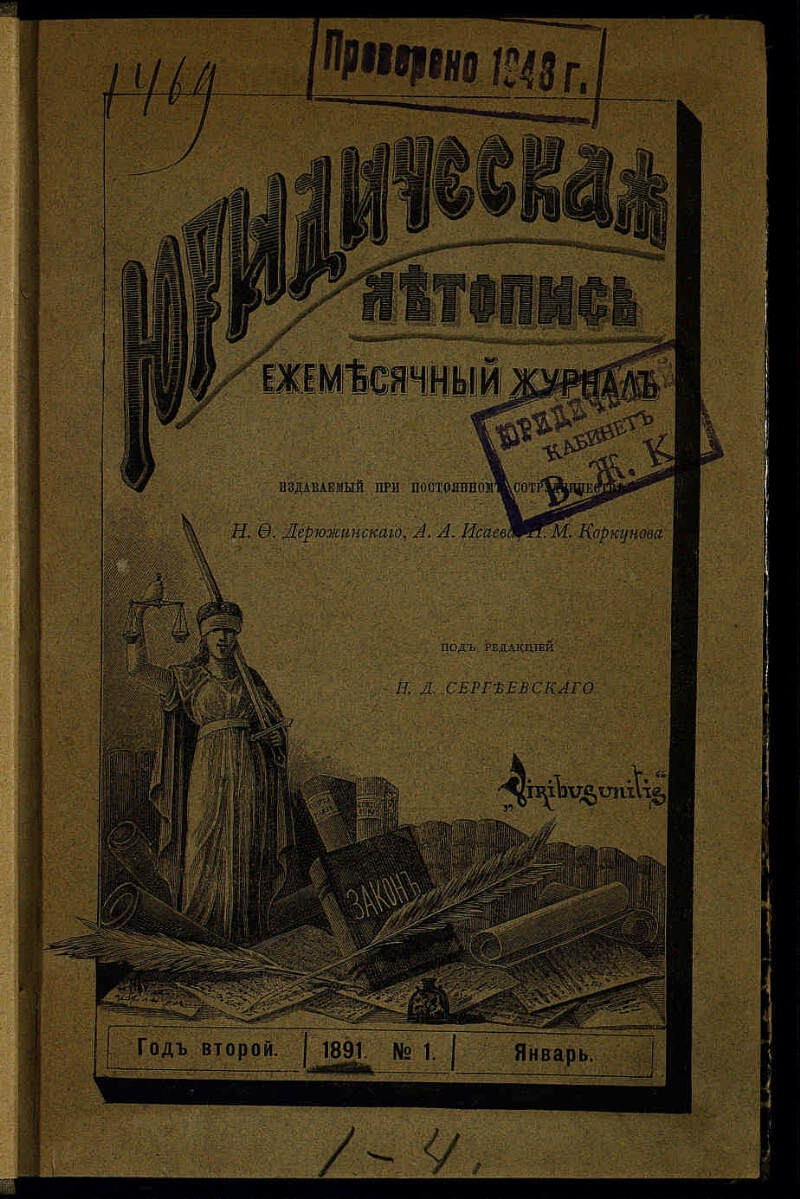 Проверено 1948 г.
1469
ЮРИДИЧЕСКАЯ
ЛѢТОПИСЬ
ЕЖЕМѢСЯЧНЫЙ ЖУРНАЛЪ
ЮРИДИЧЕСКІЙ
КАБИНЕТЪ
В. Ж. К.
ИЗДАВАЕМЫЙ ПРИ ПОСТОЯННОМЪ СОТРУДНИЧЕСТВѢ
Н. Ѳ. Дерюжинскаго, А. А. Исаева, Н. М. Коркунова
ПОДЪ РЕДАКЦІЕЙ
Н. Д. СЕРГѢЕВСКАГО.
„Viribus unitis“
ЗАКОНЪ
Годъ второй. 1891. № 1. Январь.
1-4.